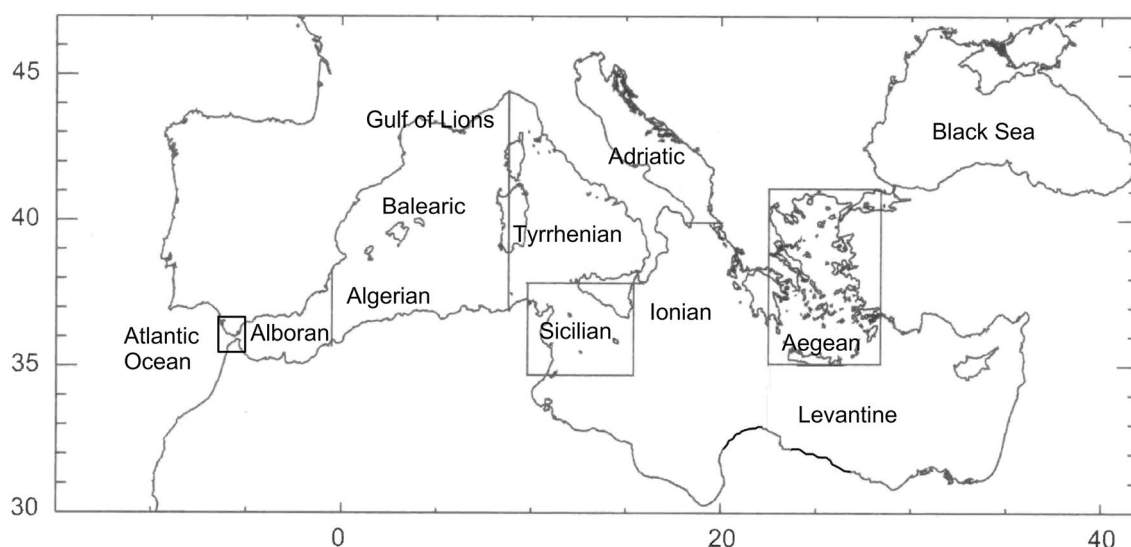 45
Gulf of Lions
Black Sea
Adriatic
Balearic
40
Tyrrhenian
Algerian
Ionian
Atlantic
Ocean
Alboran
Sicilian
Aegean
35
Levantine
30
0
20
40